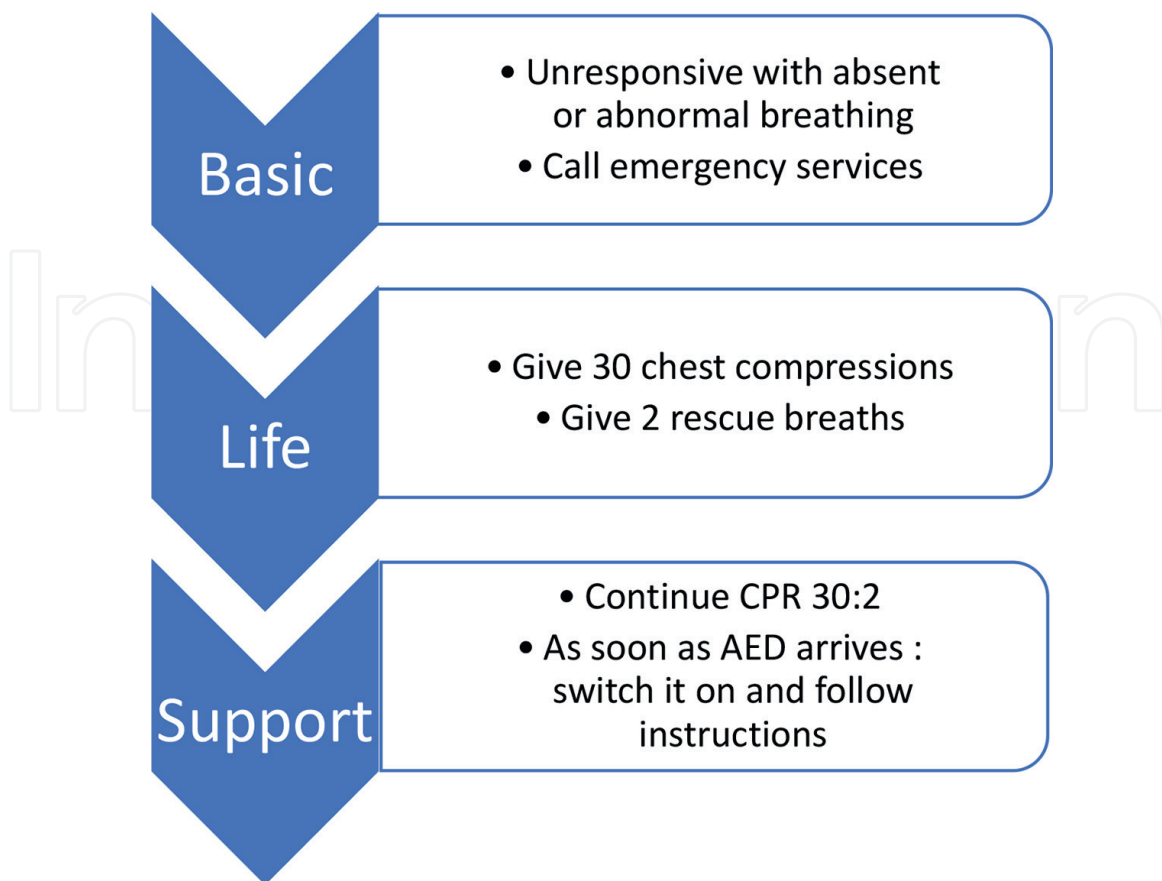 Basic
• Unresponsive with absent
or abnormal breathing
• Call emergency services
Life
• Give 30 chest compressions
• Give 2 rescue breaths
Support
• Continue CPR 30:2
• As soon as AED arrives :
switch it on and follow
instructions